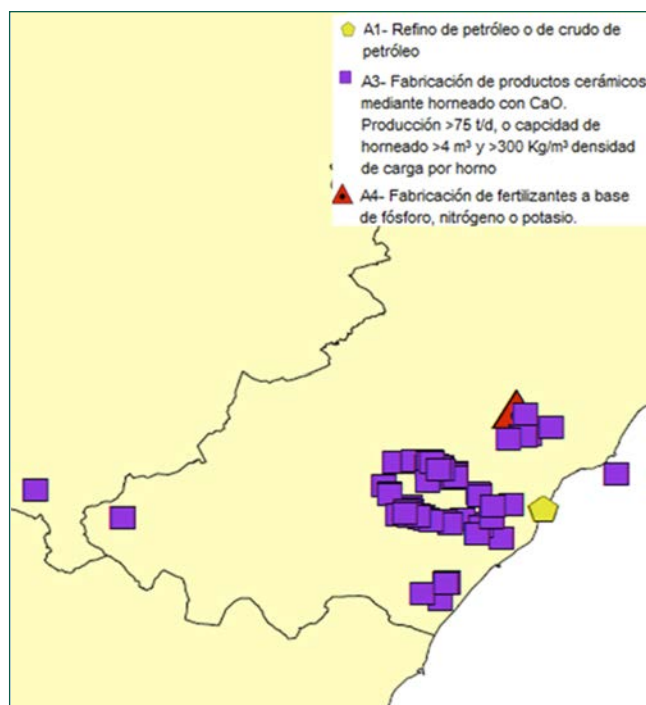 A1- Refino de petróleo o de crudo de
petróleo
A3- Fabricación de productos cerámicos
mediante horneado con CaO.
Producción >75 t/d, o capcidad de
horneado >4 m³ y >300 Kg/m³ densidad
de carga por horno
A4- Fabricación de fertilizantes a base
de fósforo, nitrógeno o potasio.